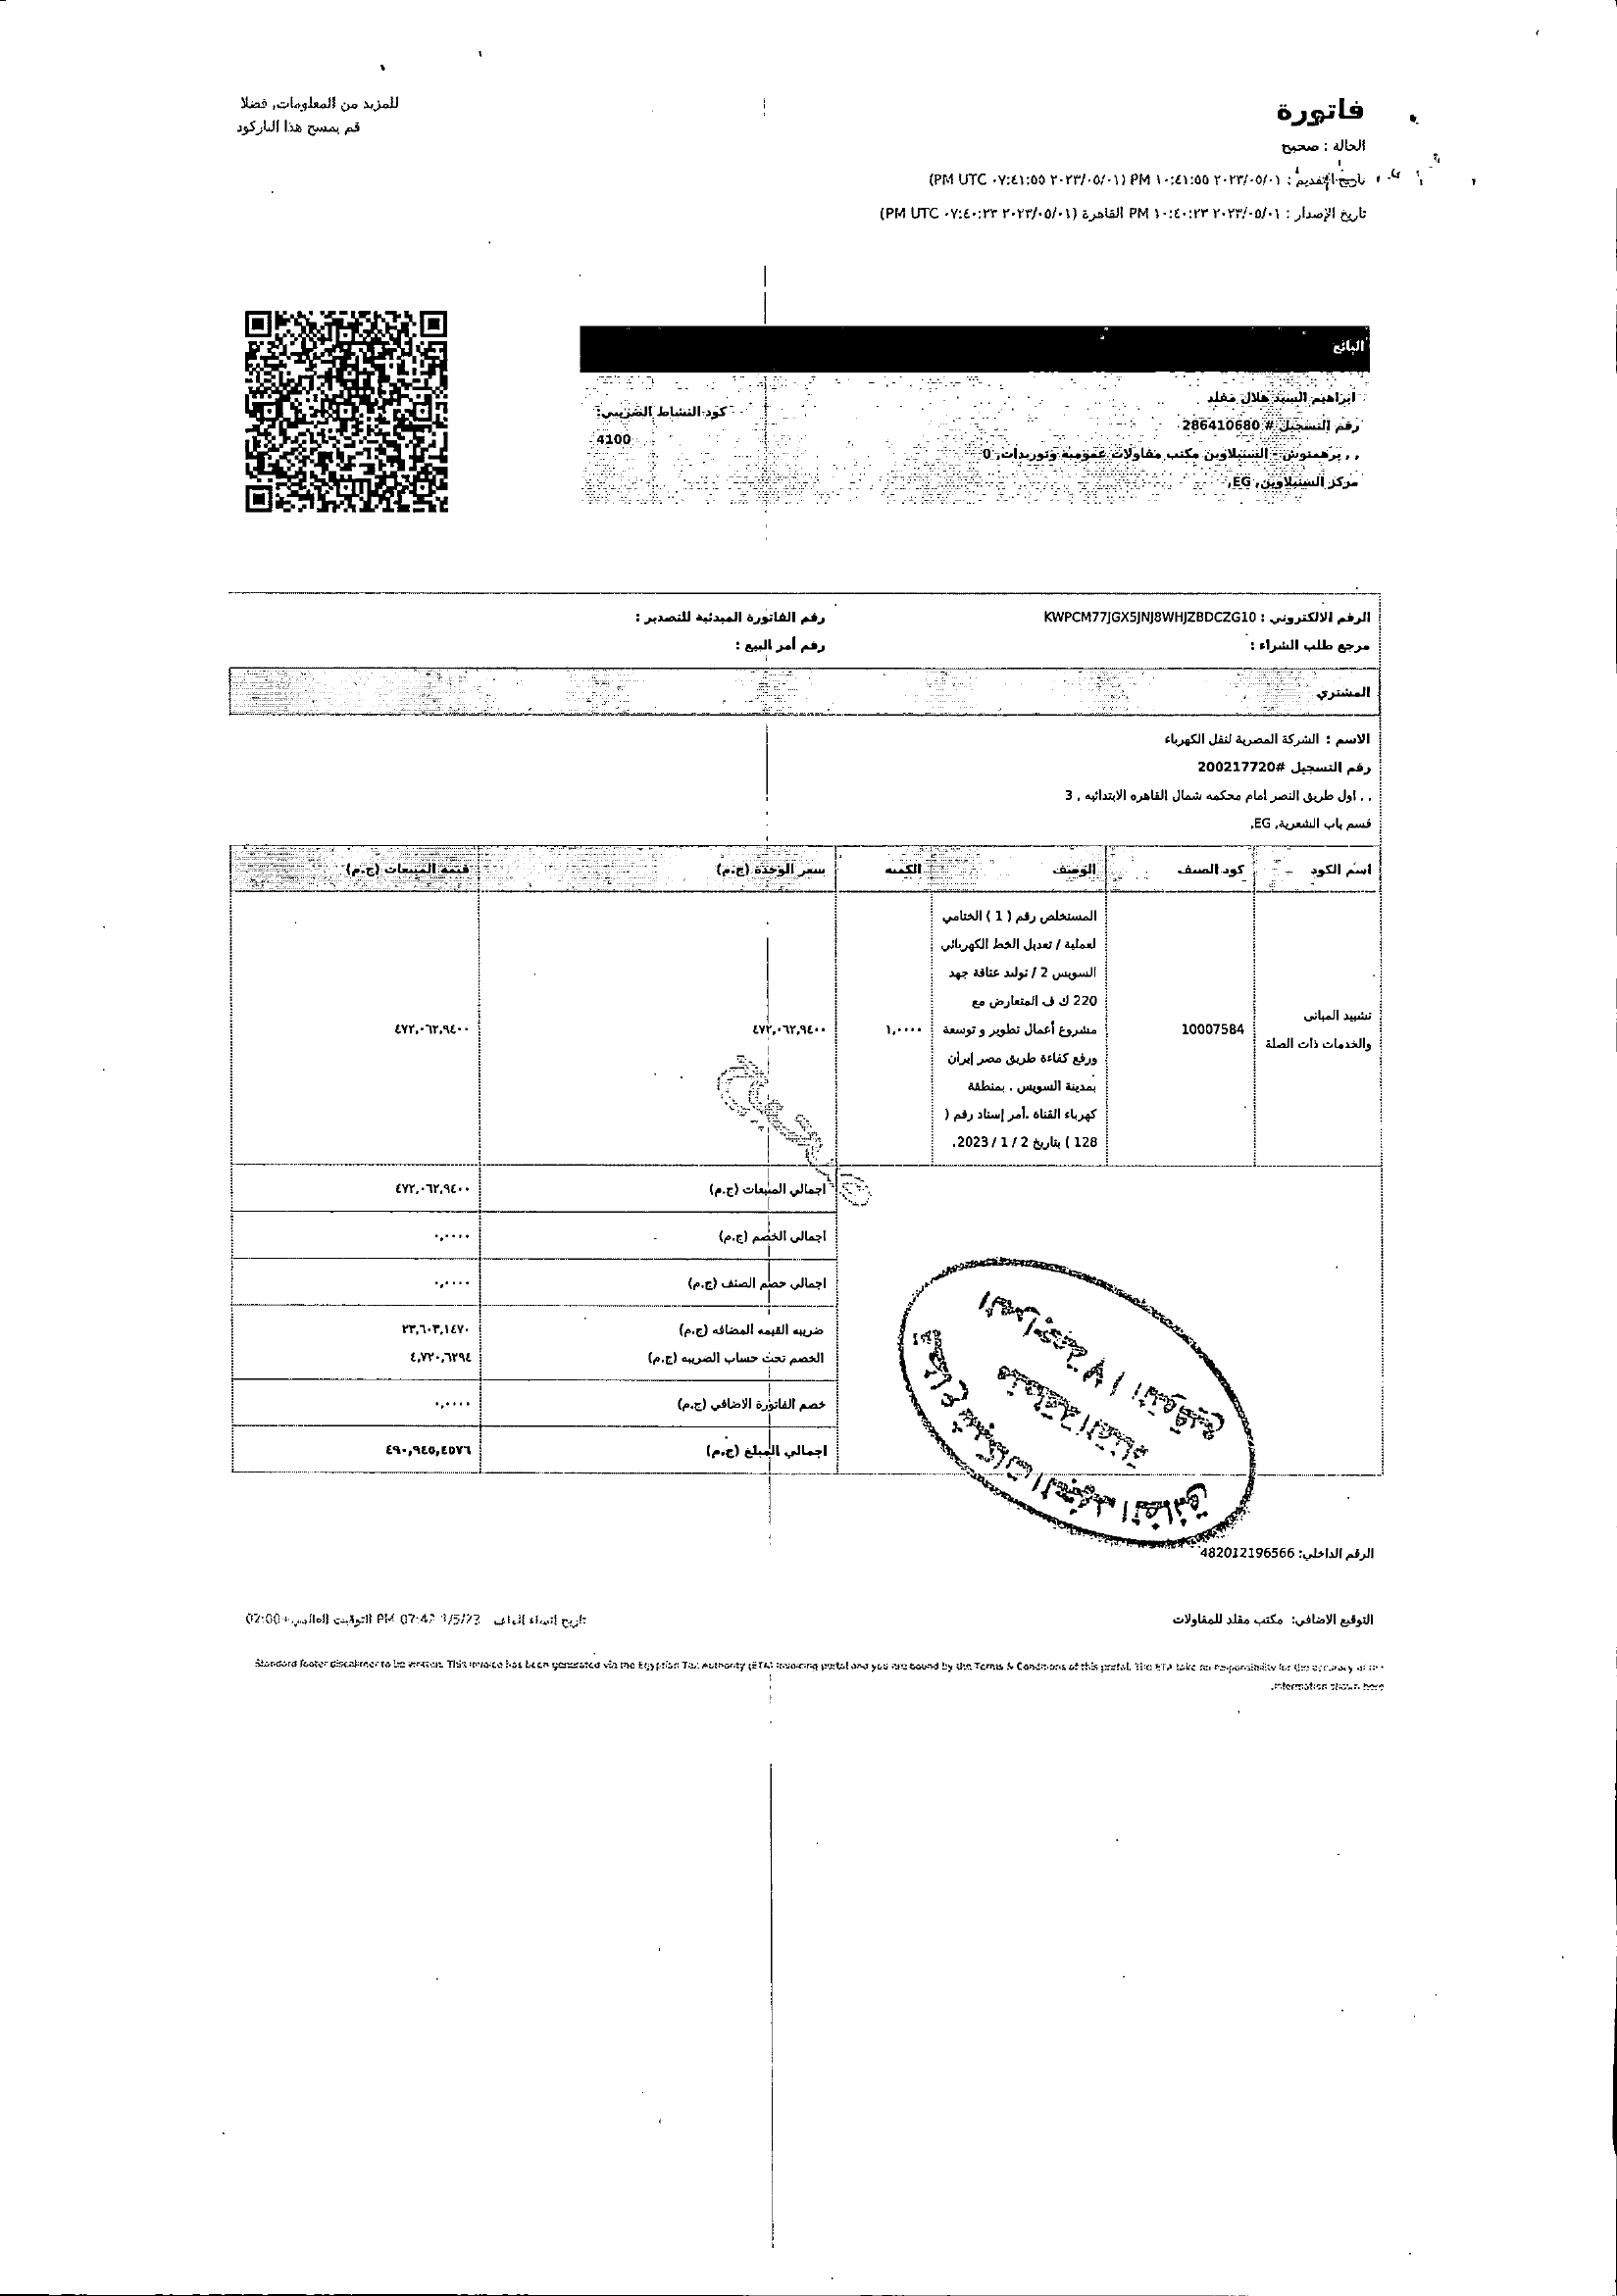 فاتورة
الحالة : صحيح
تاريخ التقديم : ٢٠٢٣/٠٥/٠١ ١٠:٤١:٥٥ PM (٢٠٢٣/٠٥/٠١ ٠٧:٤١:٥٥ PM UTC)
تاريخ الإصدار : ٢٠٢٣/٠٥/٠١ ١٠:٤٠:٢٣ PM القاهرة (٢٠٢٣/٠٥/٠١ ٠٧:٤٠:٢٣ PM UTC)
للمزيد من المعلومات, فضلا
قم بمسح هذا الباركود
البائع
ابراهيم السيد هلال مقلد
رقم التسجيل # 286410680
, , برهمتوش - السنبلاوين مكتب مقاولات عمومية وتوريدات, 0
مركز السنبلاوين, EG,
كود النشاط الضريبي:
4100
الرقم الالكتروني : KWPCM77JGX5JNJ8WHJZBDCZG10
رقم الفاتورة المبدئية للتصدير :
مرجع طلب الشراء :
رقم أمر البيع :
المشتري
الاسم : الشركة المصرية لنقل الكهرباء
رقم التسجيل #200217720
, , اول طريق النصر امام محكمه شمال القاهره الابتدائيه , 3
قسم باب الشعرية, EG,
اسم الكود كود الصنف الوصف الكميه سعر الوحدة (ج.م) قيمة المبيعات (ج.م)
تشييد المبانى
والخدمات ذات الصلة
10007584
المستخلص رقم ( 1 ) الختامي
لعملية / تعديل الخط الكهربائي
السويس 2 / توليد عتاقة جهد
220 ك ف المتعارض مع
مشروع أعمال تطوير و توسعة
ورفع كفاءة طريق مصر إيران
بمدينة السويس . بمنطقة
كهرباء القناة .أمر إسناد رقم (
128 ) بتاريخ 2 / 1 / 2023.
١,٠٠٠٠
٤٧٢,٠٦٢,٩٤٠٠
٤٧٢,٠٦٢,٩٤٠٠
اجمالي المبيعات (ج.م) ٤٧٢,٠٦٢,٩٤٠٠
اجمالى الخصم (ج.م) ٠,٠٠٠٠
اجمالى خصم الصنف (ج.م) ٠,٠٠٠٠
ضريبه القيمه المضافه (ج.م) ٢٣,٦٠٣,١٤٧٠
الخصم تحت حساب الضريبه (ج.م) ٤,٧٢٠,٦٢٩٤
خصم الفاتورة الاضافي (ج.م) ٠,٠٠٠٠
اجمالي المبلغ (ج.م) ٤٩٠,٩٤٥,٤٥٧٦
منطقة القناة
الرقم الداخلي: 482012196566
التوقيع الاضافى: مكتب مقلد للمقاولات
تاريخ إنشاء الملف 1/5/23 07:42 PM التوقيت العالمي+02:00
Standard footer discalimer to be written. This invoice has been generated via the Egyptian Tax Authority (ETA) invoicing portal and you are bound by the Terms & Conditions of this portal. The ETA take no responsibility for the accuracy of the
information shown here.